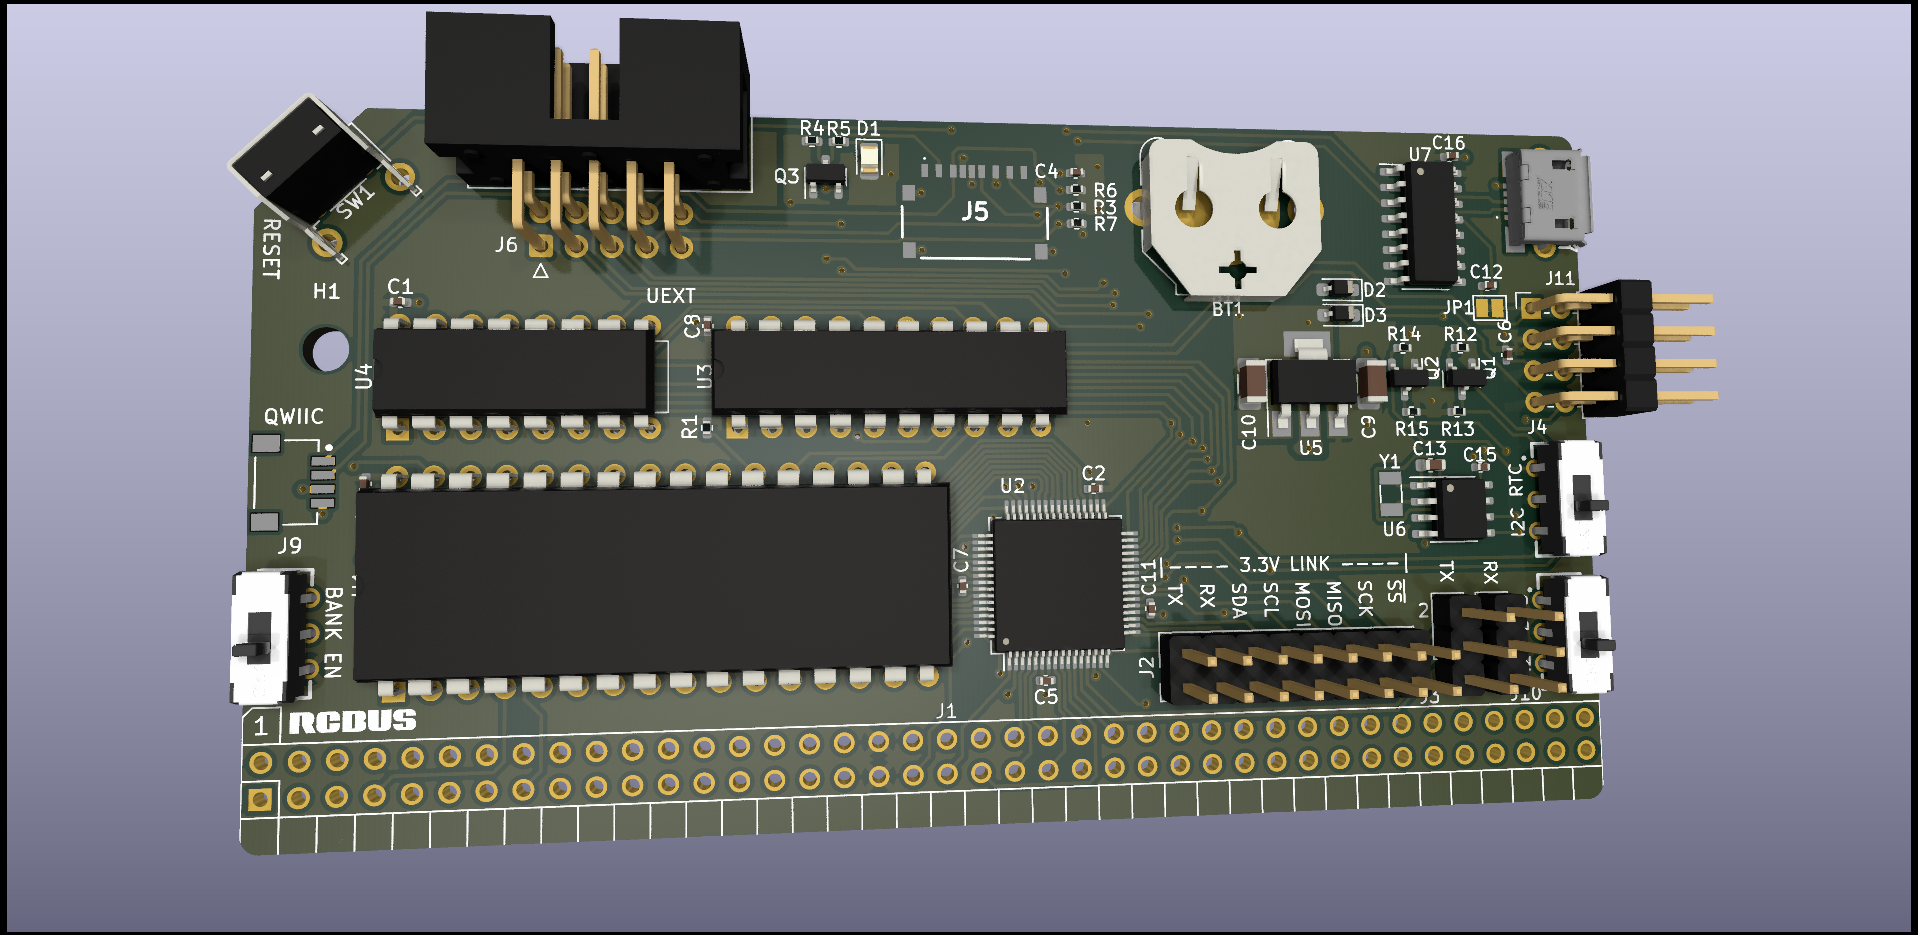 R4
R5
D1
C16
U7
Q3
C4
R6
R3
R7
J5
SW1
RESET
J6
H1
C1
UEXT
C8
BT1
D2
D3
C12
J11
JP1
C6
R14
R12
U4
U3
R1
C10
U5
C9
R15
R13
J4
QWIIC
J9
U2
C2
Y1
C13
C15
U6
I2C RTC
C7
C11
3.3V LINK
TX
RX
TX
RX
SDA
SCL
MOSI
MISO
SCK
SS
2
BANK EN
J2
C5
J1
J3
J10
1
RCBUS